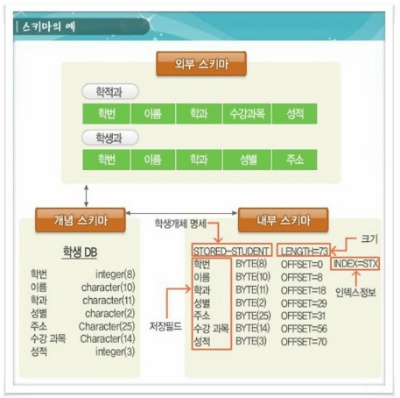 스키마의 예
외부 스키마
학적과
학번 이름 학과 수강과목 성적
학생과
학번 이름 학과 성별 주소
개념 스키마
학생 DB
학번 integer(8)
이름 character(10)
학과 character(11)
성별 character(2)
주소 Character(25)
수강 과목 Character(14)
성적 integer(3)
학생개체 명세
내부 스키마
크기
STORED-STUDENT LENGTH=73
학번 BYTE(8) OFFSET=0 INDEX=STX
이름 BYTE(10) OFFSET=8
학과 BYTE(11) OFFSET=18
성별 BYTE(2) OFFSET=29
주소 BYTE(25) OFFSET=31
수강 과목 BYTE(14) OFFSET=56
성적 BYTE(3) OFFSET=70
인덱스정보
저장필드